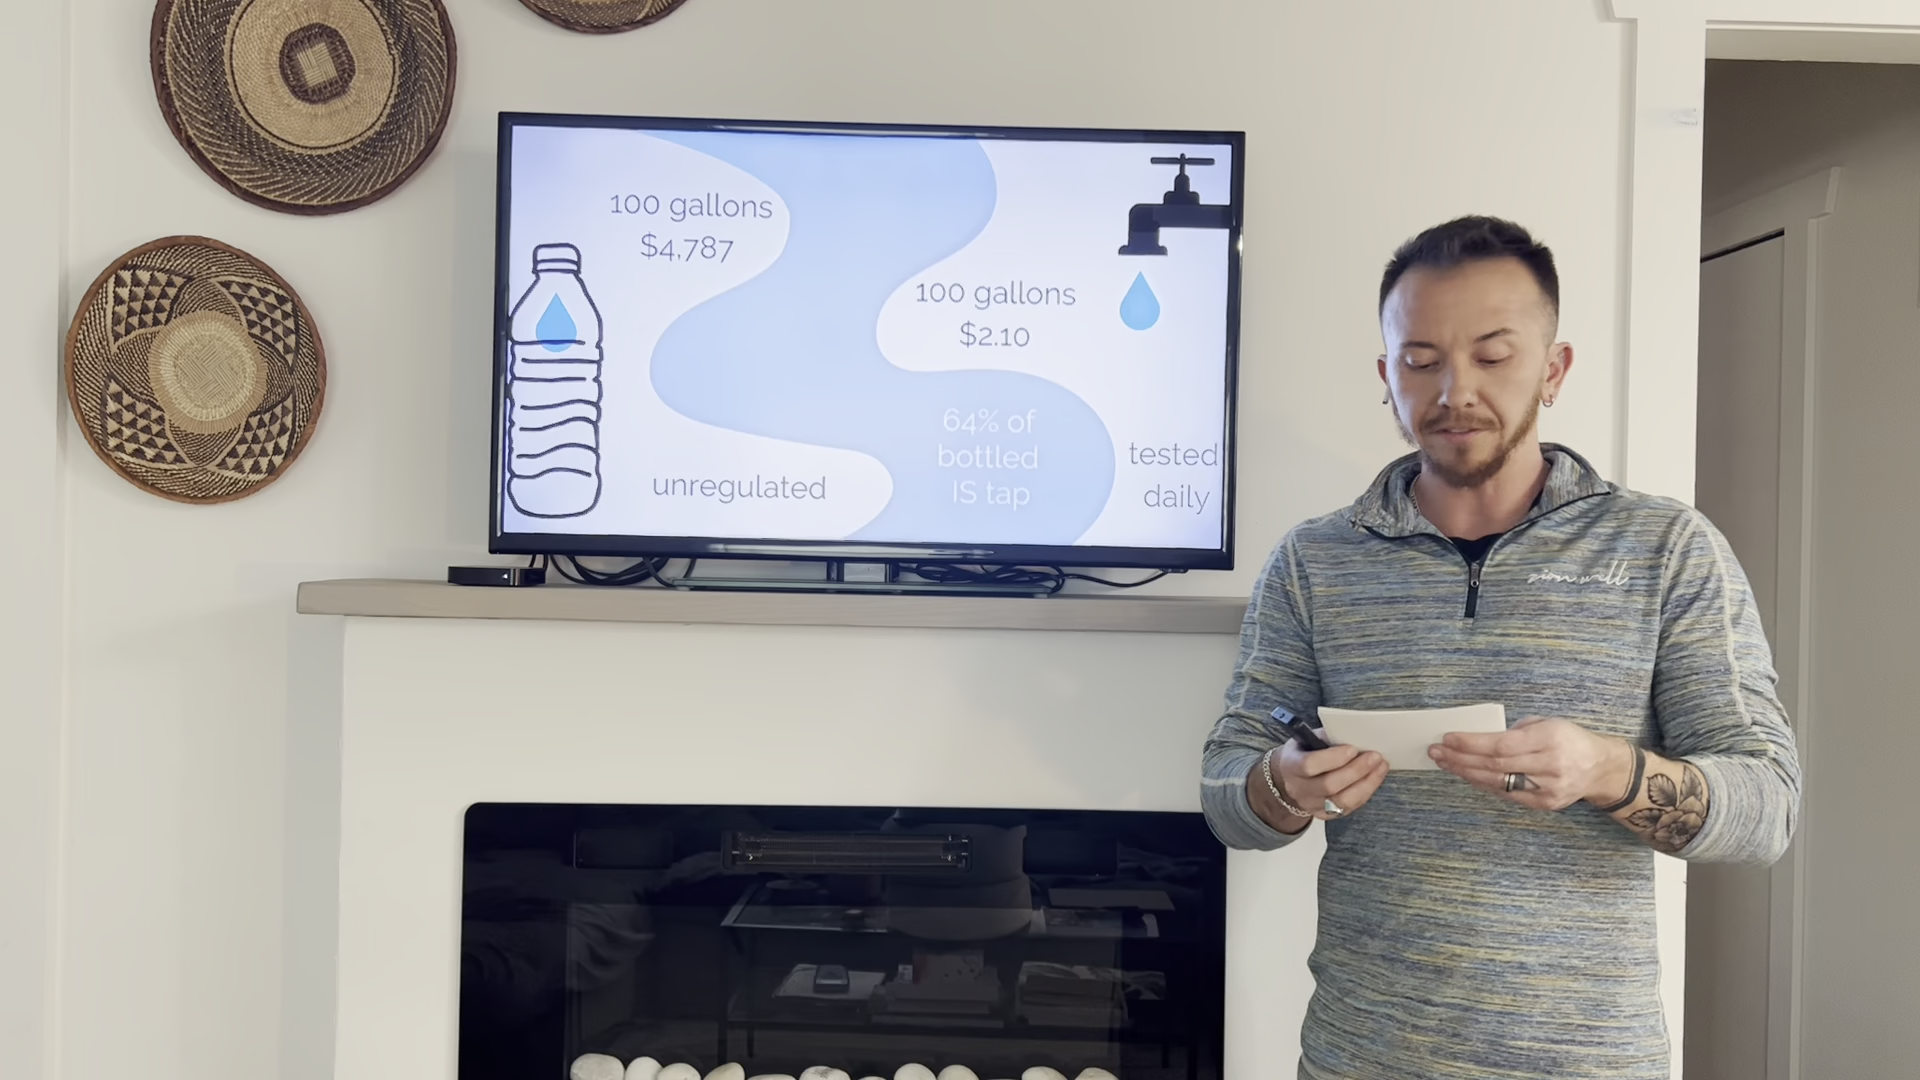 100 gallons
$4,787
100 gallons
$2.10
64% of
bottled
IS tap
unregulated
tested
daily